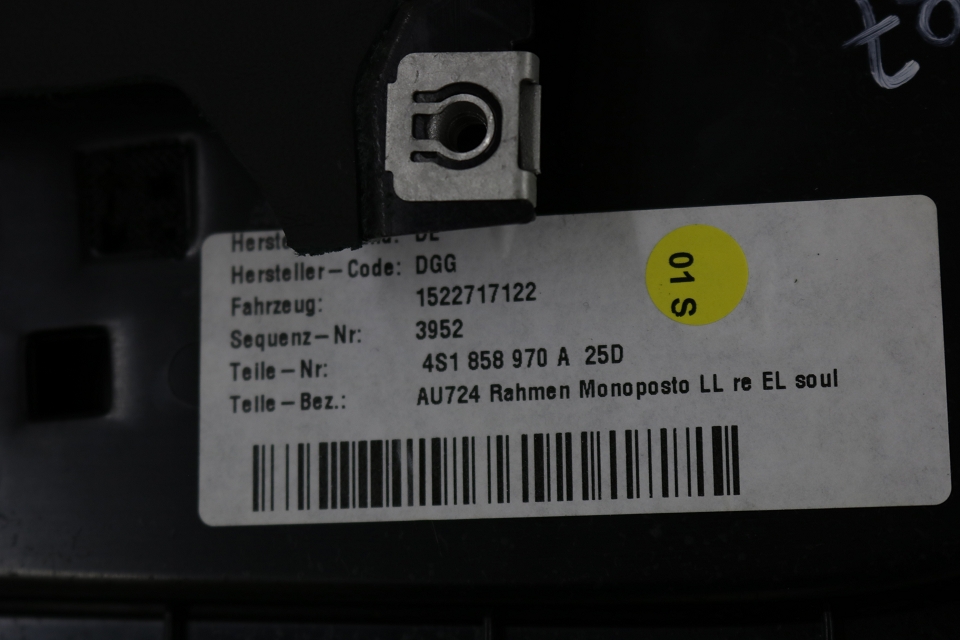 DE
Hersteller-Code: DGG
Fahrzeug: 1522717122
Sequenz-Nr: 3952
Teile-Nr: 4S1 858 970 A 25D
Teile-Bez.: AU724 Rahmen Monoposto LL re EL soul
01 S